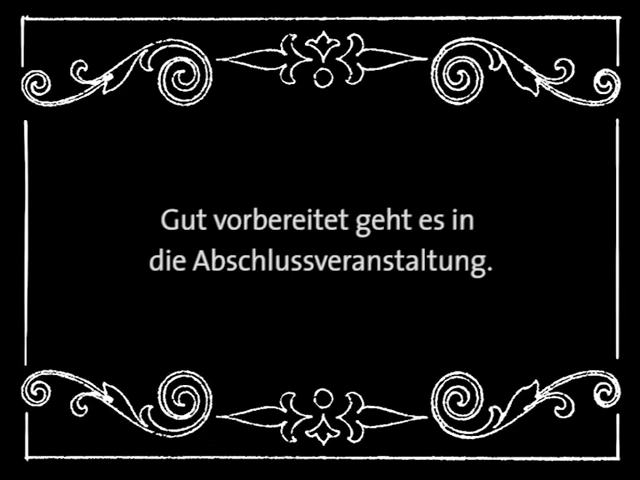 Gut vorbereitet geht es in
die Abschlussveranstaltung.